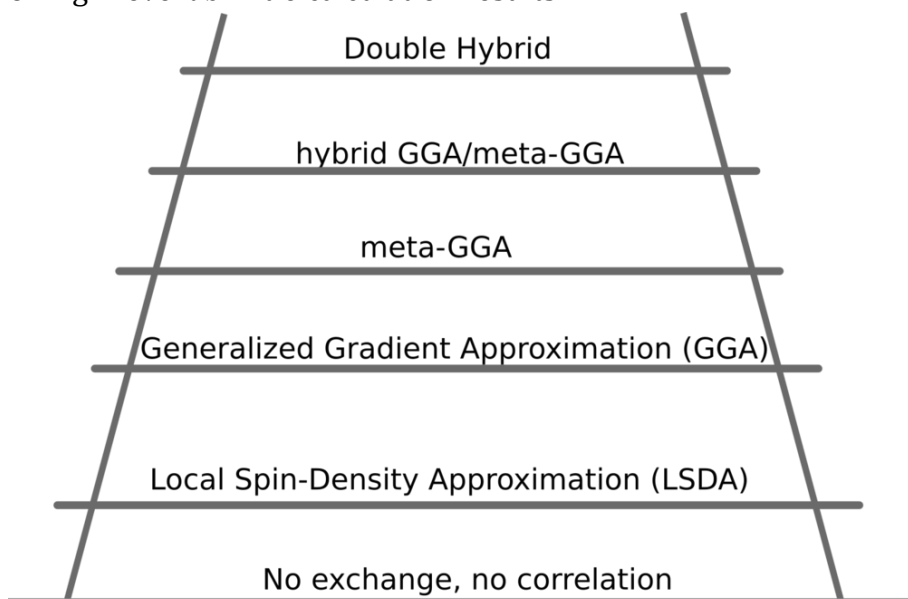 Double Hybrid
hybrid GGA/meta-GGA
meta-GGA
Generalized Gradient Approximation (GGA)
Local Spin-Density Approximation (LSDA)
No exchange, no correlation